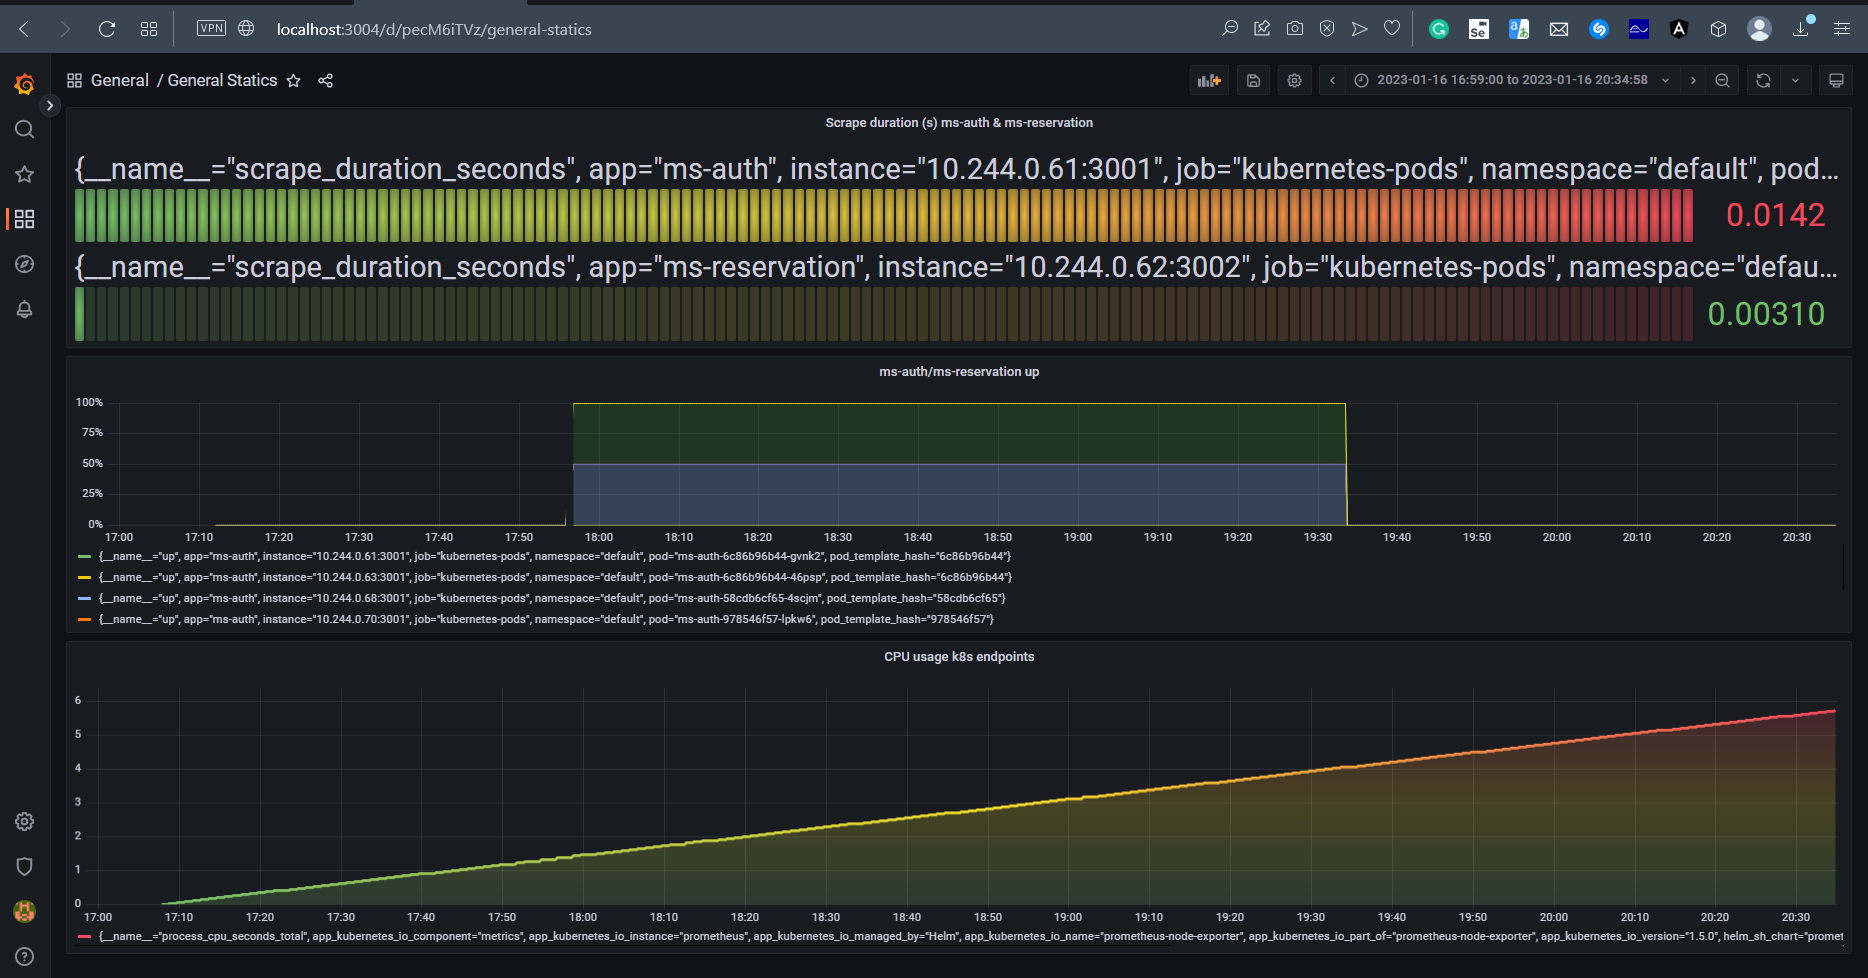 VPN
localhost:3004/d/pecM6iTVz/general-statics
General / General Statics
2023-01-16 16:59:00 to 2023-01-16 20:34:58
Scrape duration (s) ms-auth & ms-reservation
{__name__="scrape_duration_seconds", app="ms-auth", instance="10.244.0.61:3001", job="kubernetes-pods", namespace="default", pod...
0.0142
{__name__="scrape_duration_seconds", app="ms-reservation", instance="10.244.0.62:3002", job="kubernetes-pods", namespace="defau...
0.00310
ms-auth/ms-reservation up
100%
75%
50%
25%
0%
17:00 17:10 17:20 17:30 17:40 17:50 18:00 18:10 18:20 18:30 18:40 18:50 19:00 19:10 19:20 19:30 19:40 19:50 20:00 20:10 20:20 20:30
{__name__="up", app="ms-auth", instance="10.244.0.61:3001", job="kubernetes-pods", namespace="default", pod="ms-auth-6c86b96b44-gvnk2", pod_template_hash="6c86b96b44"}
{__name__="up", app="ms-auth", instance="10.244.0.63:3001", job="kubernetes-pods", namespace="default", pod="ms-auth-6c86b96b44-46psp", pod_template_hash="6c86b96b44"}
{__name__="up", app="ms-auth", instance="10.244.0.68:3001", job="kubernetes-pods", namespace="default", pod="ms-auth-58cdb6cf65-4scjm", pod_template_hash="58cdb6cf65"}
{__name__="up", app="ms-auth", instance="10.244.0.70:3001", job="kubernetes-pods", namespace="default", pod="ms-auth-978546f57-lpkw6", pod_template_hash="978546f57"}
CPU usage k8s endpoints
6
5
4
3
2
1
0
17:00 17:10 17:20 17:30 17:40 17:50 18:00 18:10 18:20 18:30 18:40 18:50 19:00 19:10 19:20 19:30 19:40 19:50 20:00 20:10 20:20 20:30
{__name__="process_cpu_seconds_total", app_kubernetes_io_component="metrics", app_kubernetes_io_instance="prometheus", app_kubernetes_io_managed_by="Helm", app_kubernetes_io_name="prometheus-node-exporter", app_kubernetes_io_part_of="prometheus-node-exporter", app_kubernetes_io_version="1.5.0", helm_sh_chart="promet